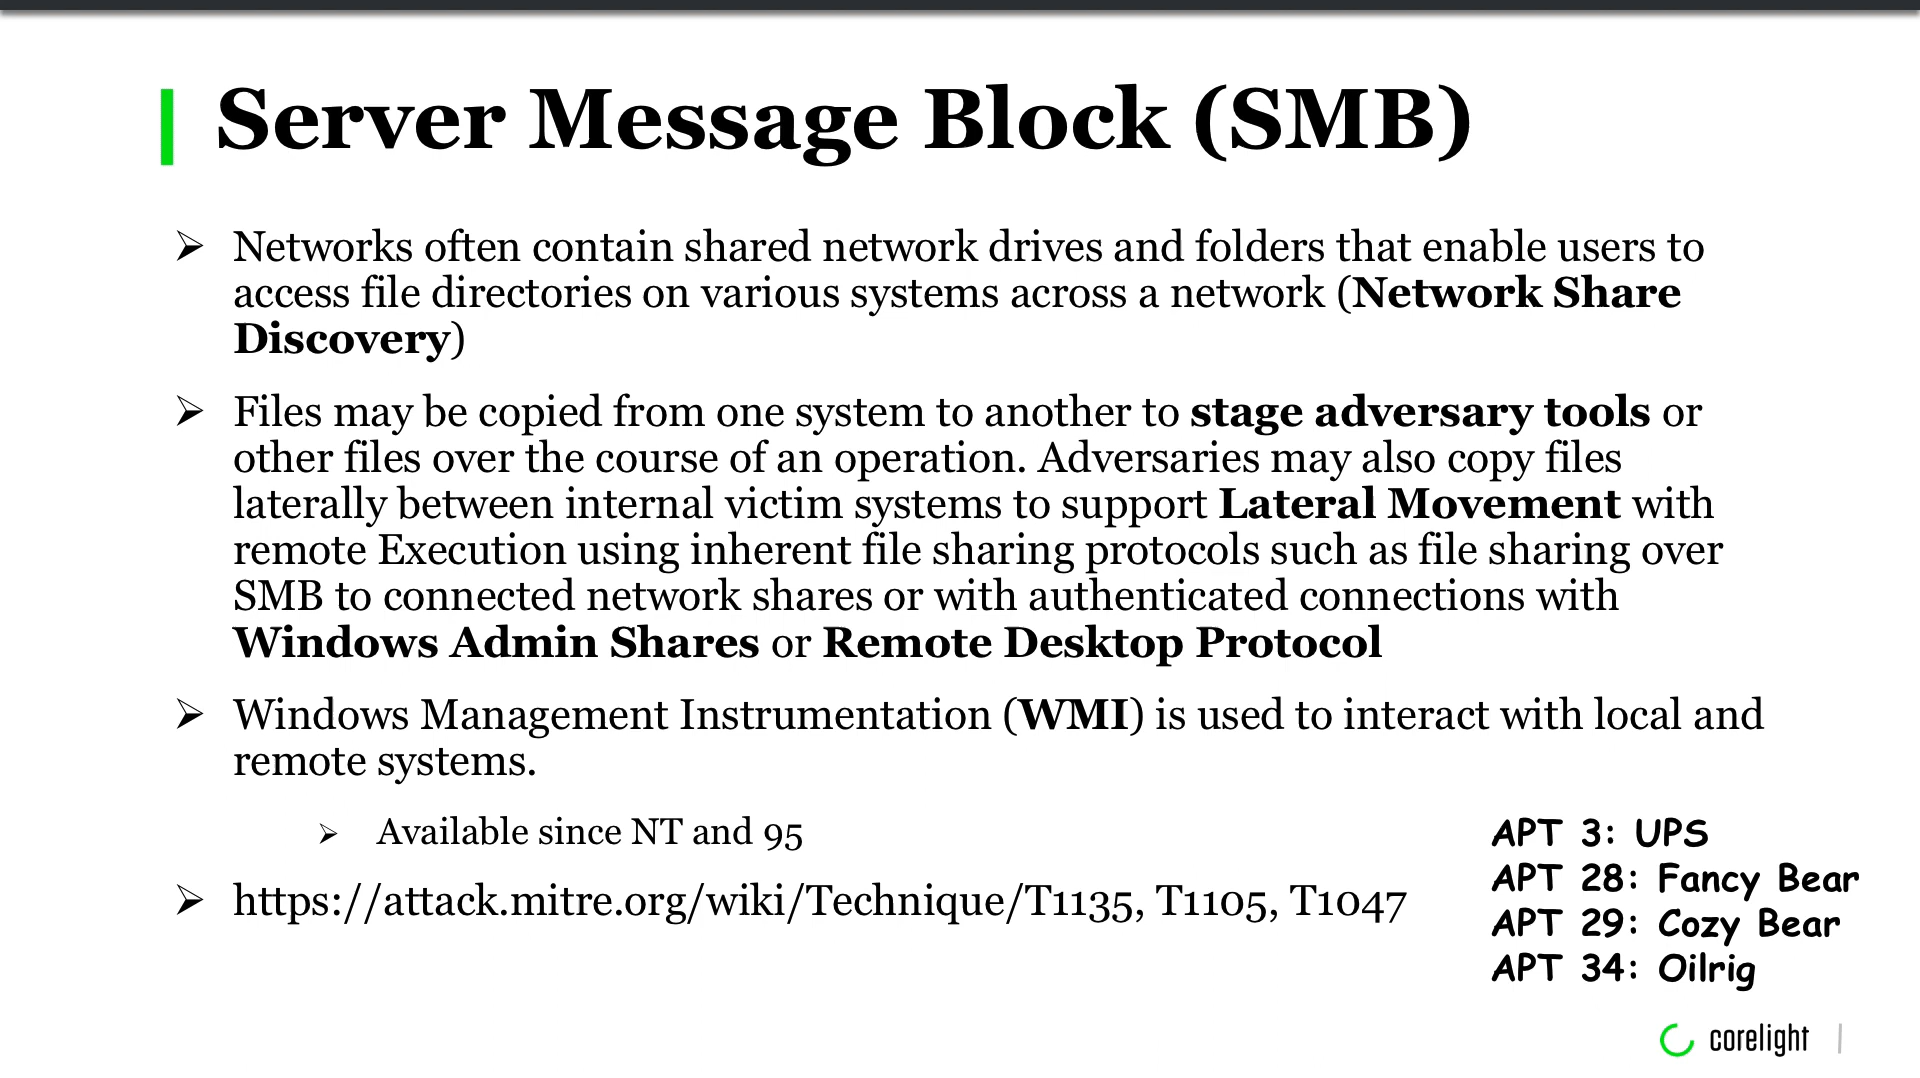 Server Message Block (SMB)
➢ Networks often contain shared network drives and folders that enable users to
access file directories on various systems across a network (Network Share
Discovery)
➢ Files may be copied from one system to another to stage adversary tools or
other files over the course of an operation. Adversaries may also copy files
laterally between internal victim systems to support Lateral Movement with
remote Execution using inherent file sharing protocols such as file sharing over
SMB to connected network shares or with authenticated connections with
Windows Admin Shares or Remote Desktop Protocol
➢ Windows Management Instrumentation (WMI) is used to interact with local and
remote systems.
➢ Available since NT and 95
➢ https://attack.mitre.org/wiki/Technique/T1135, T1105, T1047
APT 3: UPS
APT 28: Fancy Bear
APT 29: Cozy Bear
APT 34: Oilrig
corelight